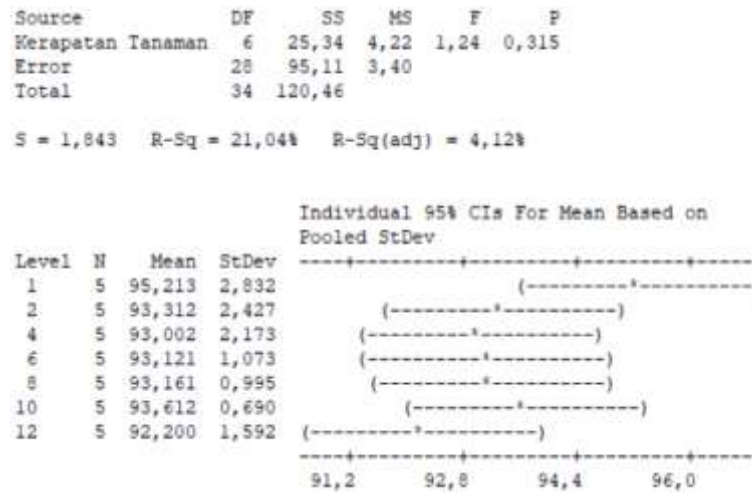 Source DF SS MS F P
Kerapatan Tanaman 6 25,34 4,22 1,24 0,315
Error 28 95,11 3,40
Total 34 120,46
S = 1,843 R-Sq = 21,04% R-Sq(adj) = 4,12%
Individual 95% CIs For Mean Based on
Pooled StDev
Level N Mean StDev ----+---------+---------+---------+-----
1 5 95,213 2,832 (---------*---------
2 5 93,312 2,427 (---------*----------)
4 5 93,002 2,173 (---------*----------)
6 5 93,121 1,073 (----------*----------)
8 5 93,161 0,995 (---------*----------)
10 5 93,612 0,690 (---------*----------)
12 5 92,200 1,592 (---------*----------)
----+---------+---------+---------+-----
91,2 92,8 94,4 96,0